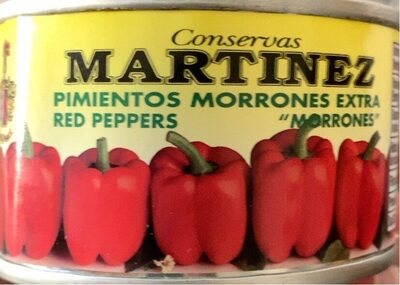 Conservas
MARTINEZ
PIMIENTOS MORRONES EXTRA
RED PEPPERS "MORRONES"